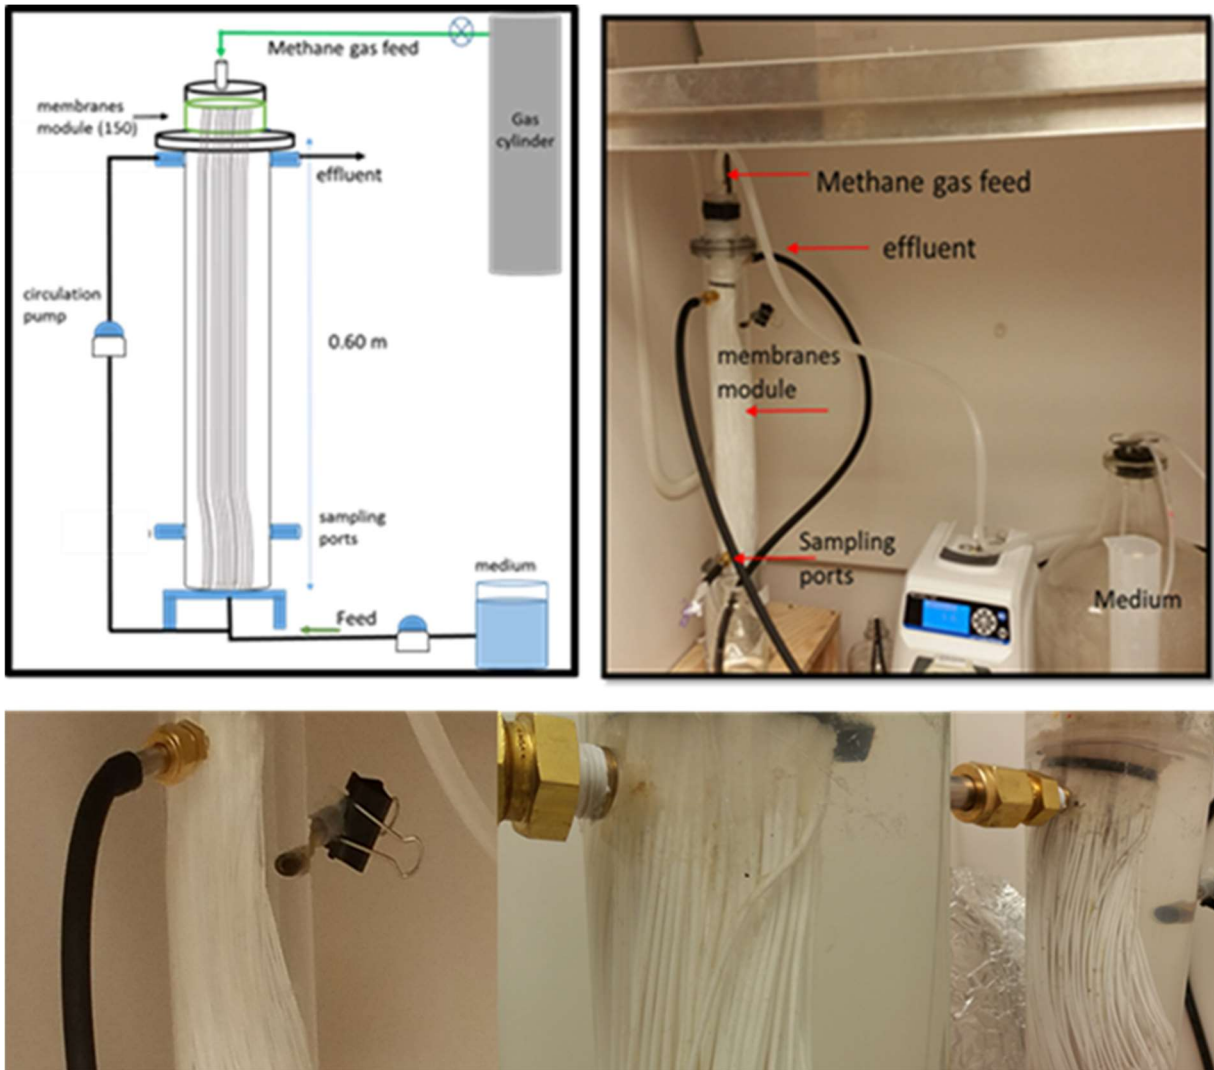 Methane gas feed
membranes
module (150)
Gas
cylinder
effluent
circulation
pump
0.60 m
sampling
ports
medium
Feed
Methane gas feed
effluent
membranes
module
Sampling
ports
Medium